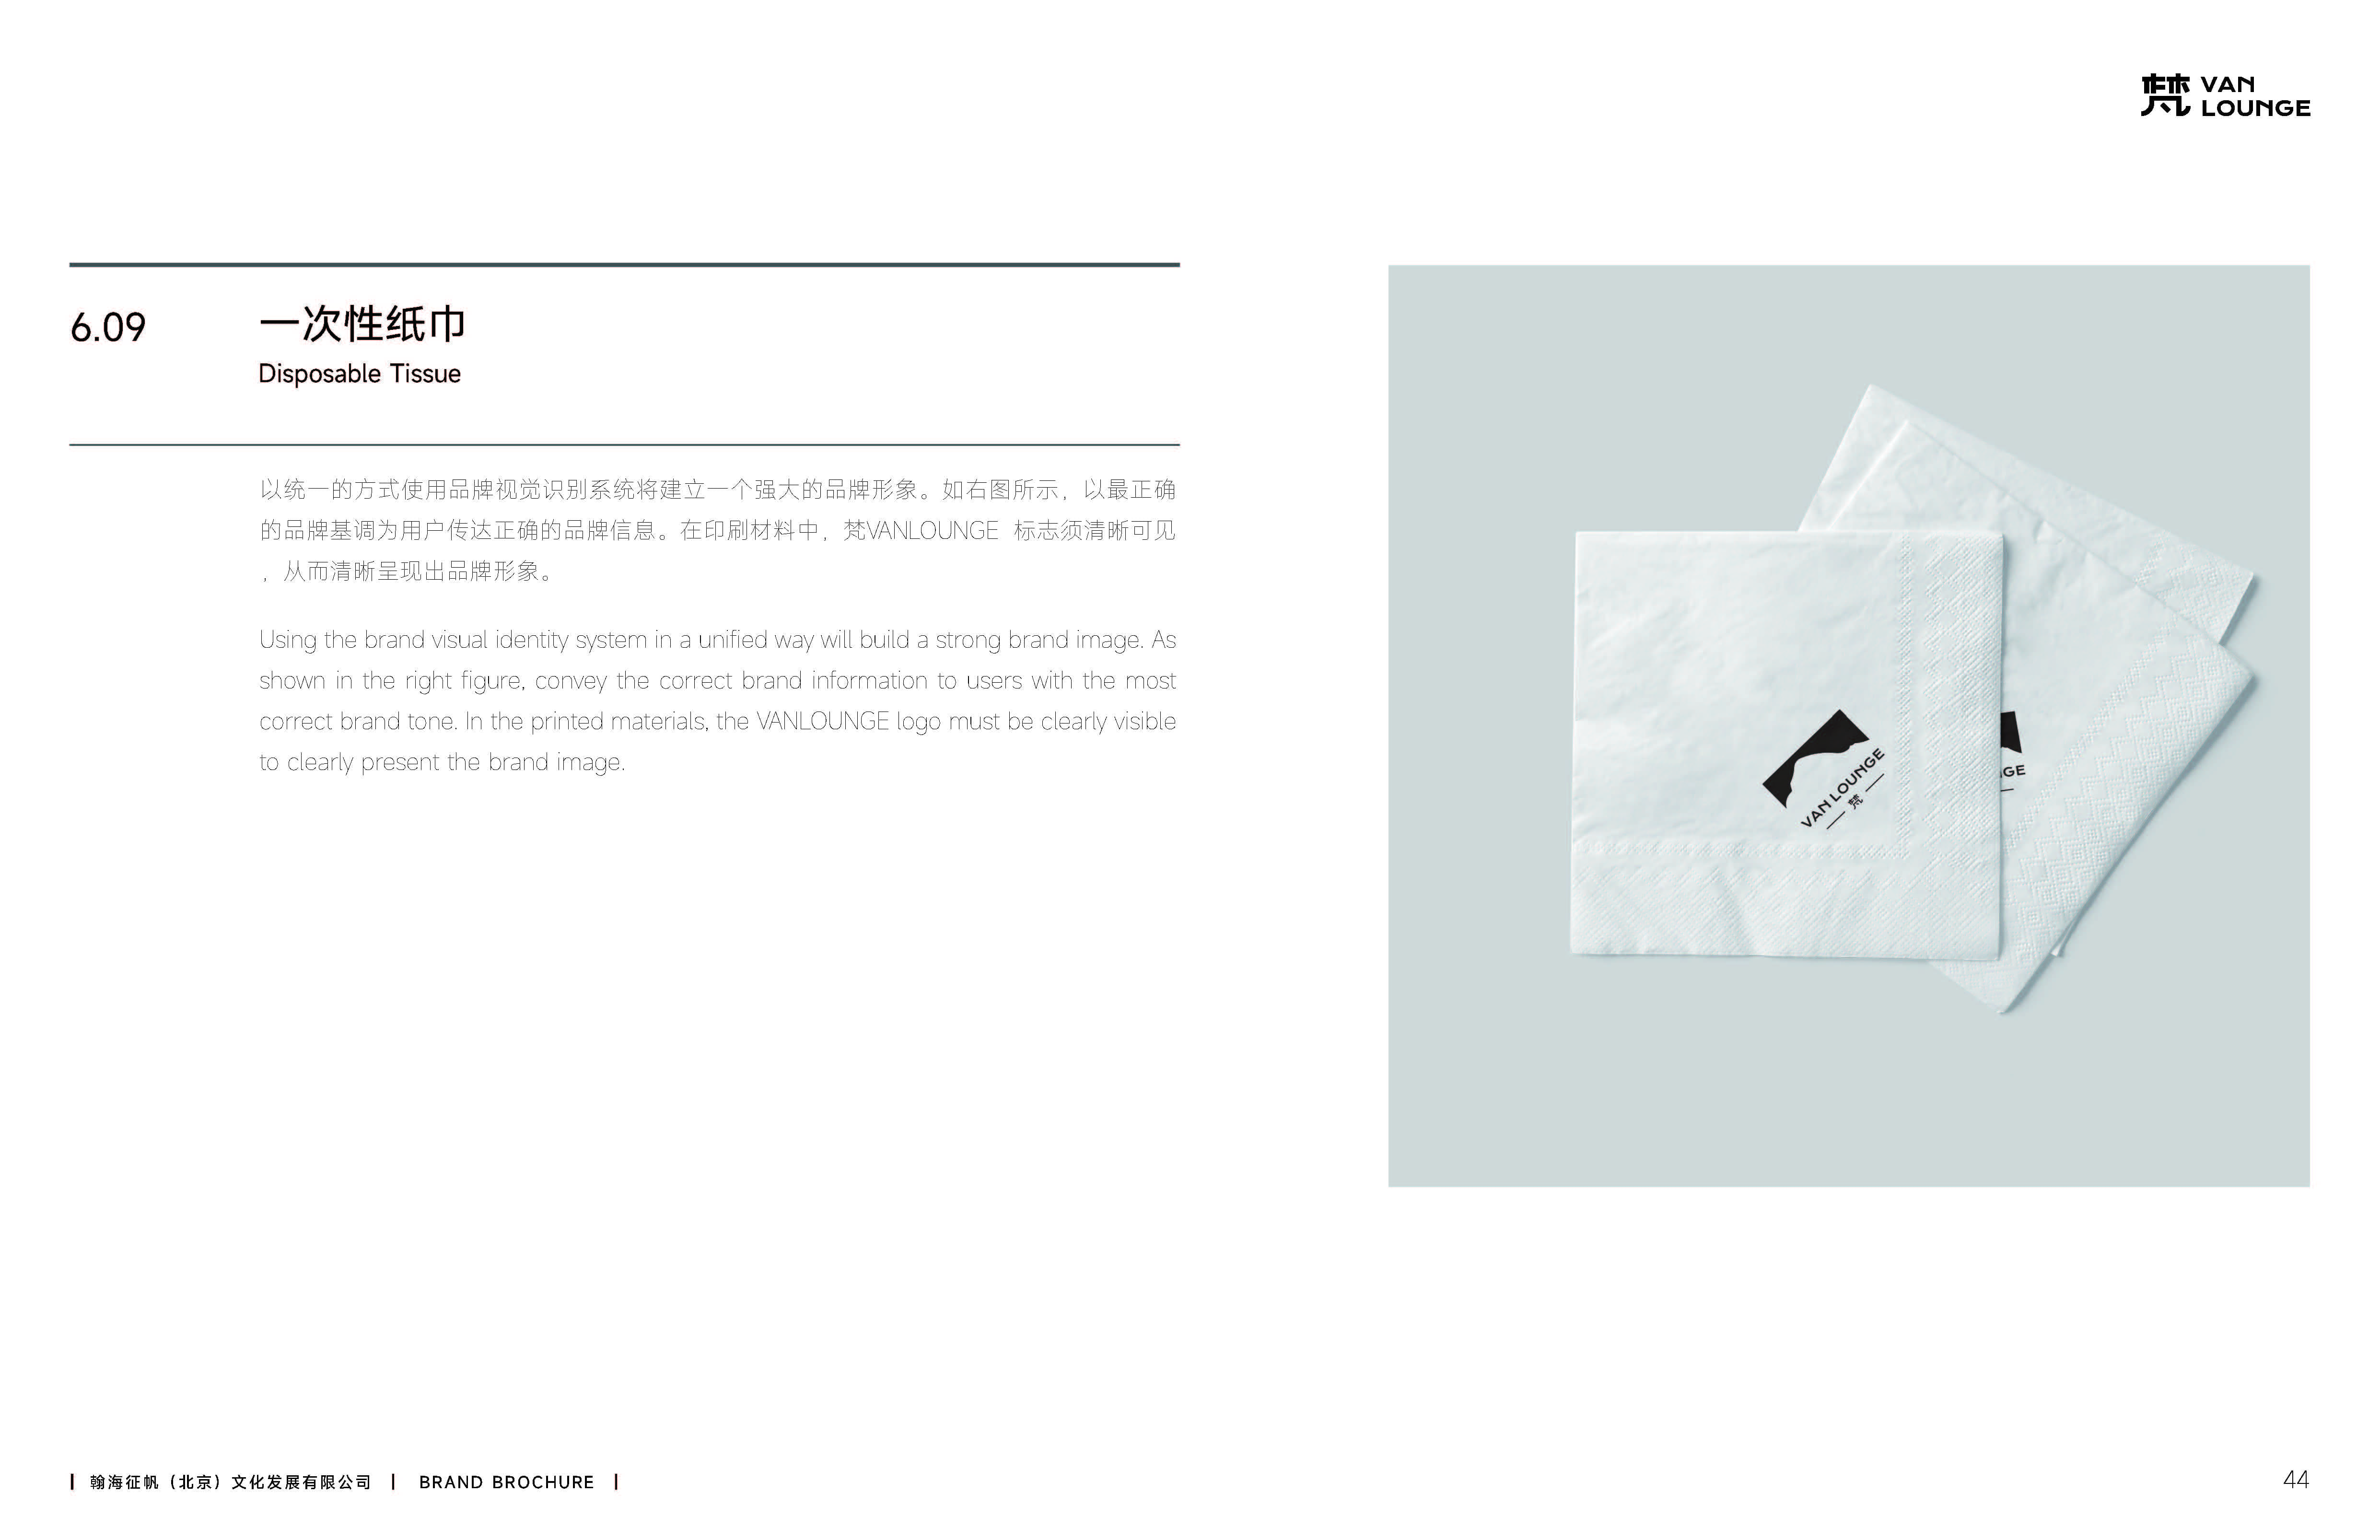 梵 VAN
LOUNGE
6.09
一次性纸巾
Disposable Tissue
以统一的方式使用品牌视觉识别系统将建立一个强大的品牌形象。如右图所示，以最正确
的品牌基调为用户传达正确的品牌信息。在印刷材料中，梵VANLOUNGE 标志须清晰可见
，从而清晰呈现出品牌形象。
Using the brand visual identity system in a unified way will build a strong brand image. As
shown in the right figure, convey the correct brand information to users with the most
correct brand tone. In the printed materials, the VANLOUNGE logo must be clearly visible
to clearly present the brand image.
VAN LOUNGE
梵
GE
| 翰海征帆（北京）文化发展有限公司 | BRAND BROCHURE |
44